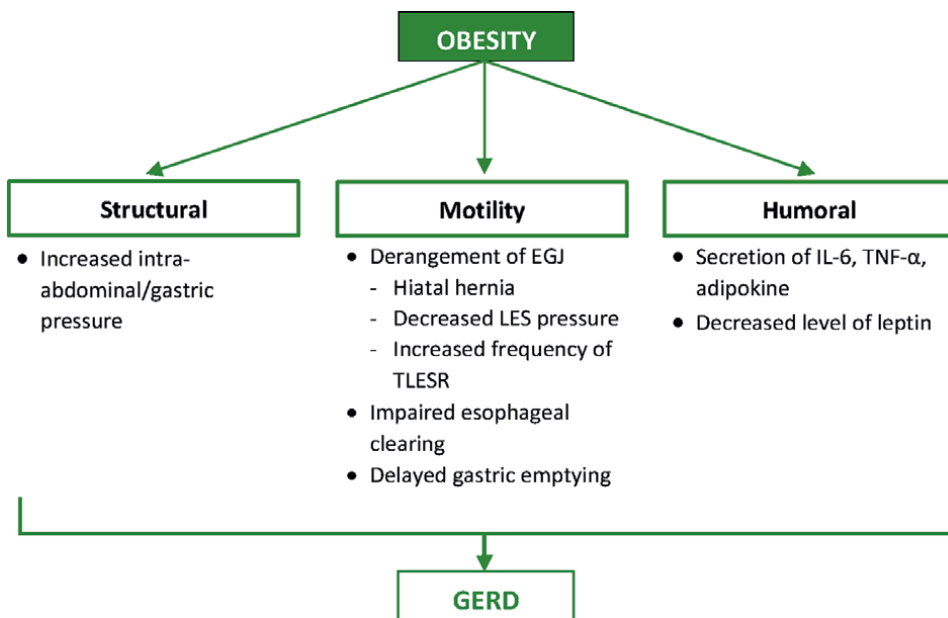 OBESITY
Structural
• Increased intra-
abdominal/gastric
pressure
Motility
• Derangement of EGJ
- Hiatal hernia
- Decreased LES pressure
- Increased frequency of
TLESR
• Impaired esophageal
clearing
• Delayed gastric emptying
Humoral
• Secretion of IL-6, TNF-α,
adipokine
• Decreased level of leptin
GERD